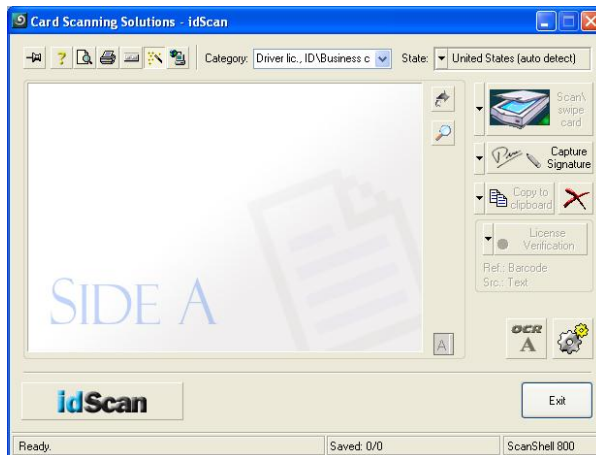 Card Scanning Solutions - idScan
Category: Driver lic., ID\Business c State: United States (auto detect)
Scan\
swipe
card
Capture
Signature
Copy to
clipboard
License
Verification
Ref.: Barcode
Src.: Text
SIDE A
A
OCR
A
idScan
Exit
Ready. Saved: 0/0 ScanShell 800